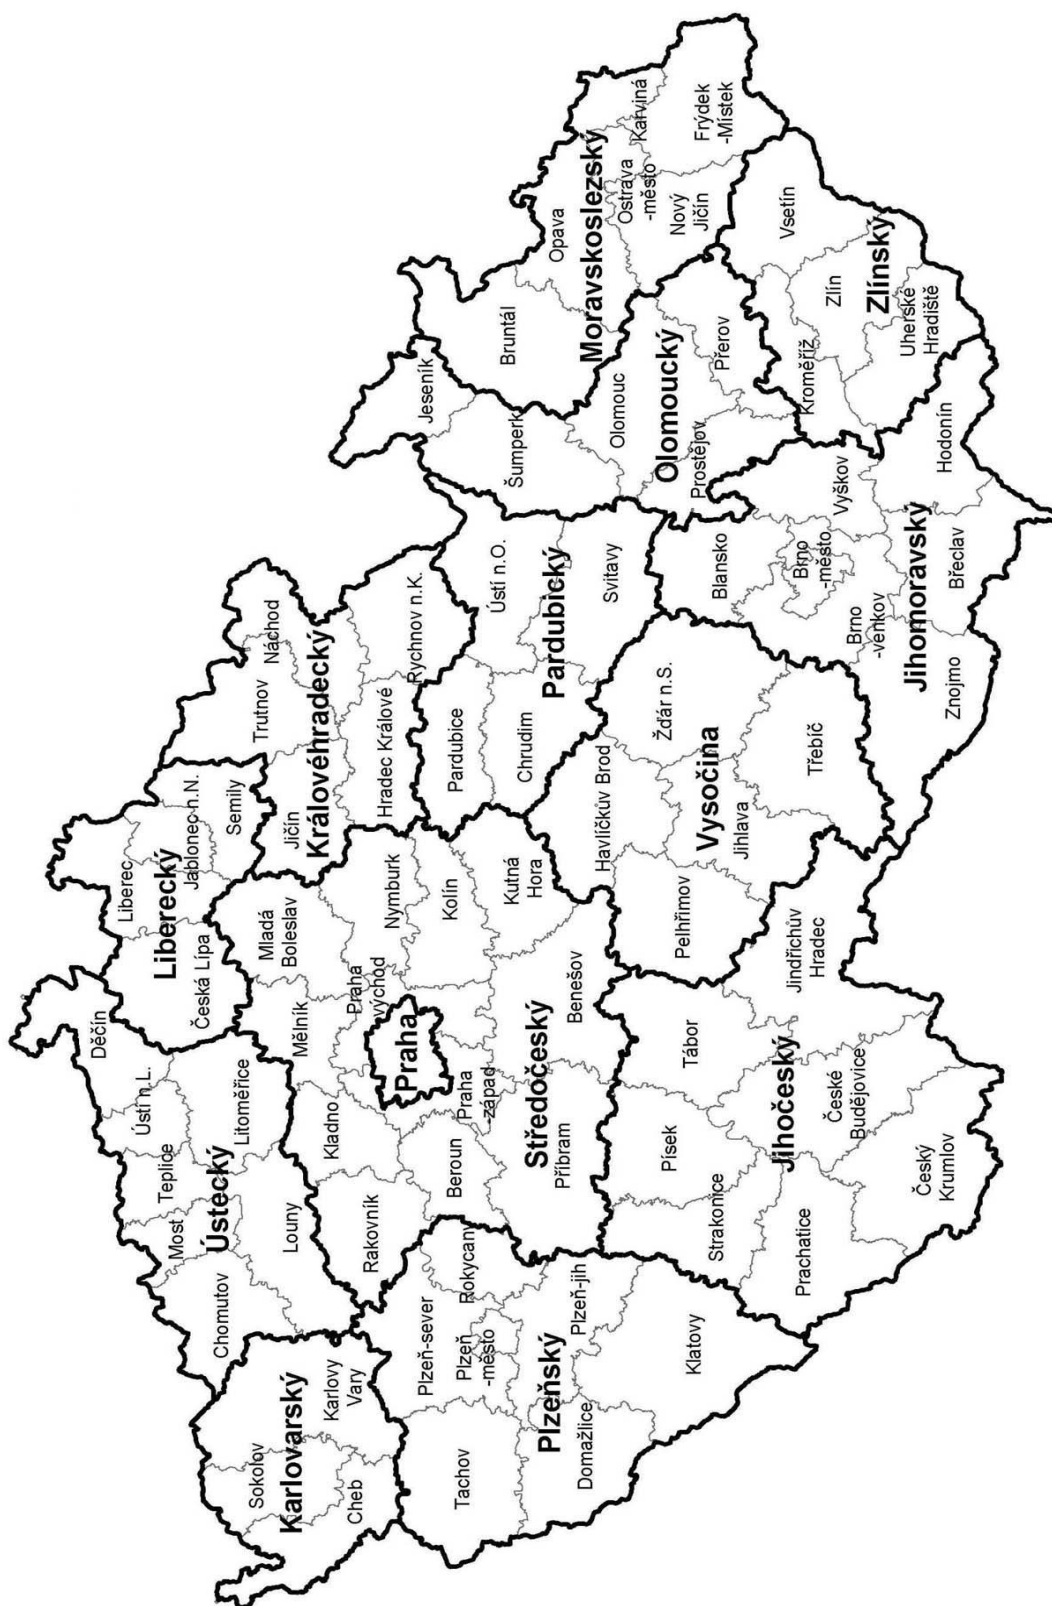 Karlovarský
Sokolov
Cheb
Karlovy
Vary
Ústecký
Chomutov
Most
Teplice
Ústí n.L.
Děčín
Louny
Litoměřice
Liberecký
Česká Lípa
Liberec
Jablonec n.N.
Semily
Královéhradecký
Jičín
Trutnov
Náchod
Hradec Králové
Rychnov n.K.
Pardubický
Pardubice
Chrudim
Ústí n.O.
Svitavy
Praha
Středočeský
Rakovník
Kladno
Mělník
Mladá
Boleslav
Beroun
Praha
-západ
Praha
východ
Nymburk
Kolín
Kutná
Hora
Příbram
Benešov
Plzeňský
Tachov
Plzeň-sever
Plzeň
-město
Rokycany
Domažlice
Plzeň-jih
Klatovy
Jihočeský
Strakonice
Písek
Tábor
Prachatice
České
Budějovice
Jindřichův
Hradec
Český
Krumlov
Vysočina
Pelhřimov
Havlíčkův Brod
Žďár n.S.
Jihlava
Třebíč
Jihomoravský
Blansko
Brno
-město
Brno
-venkov
Vyškov
Znojmo
Břeclav
Hodonín
Olomoucký
Jeseník
Šumperk
Olomouc
Prostějov
Přerov
Moravskoslezský
Bruntál
Opava
Ostrava
-město
Karviná
Nový
Jičín
Frýdek
-Místek
Zlínský
Kroměříž
Zlín
Vsetín
Uherské
Hradiště